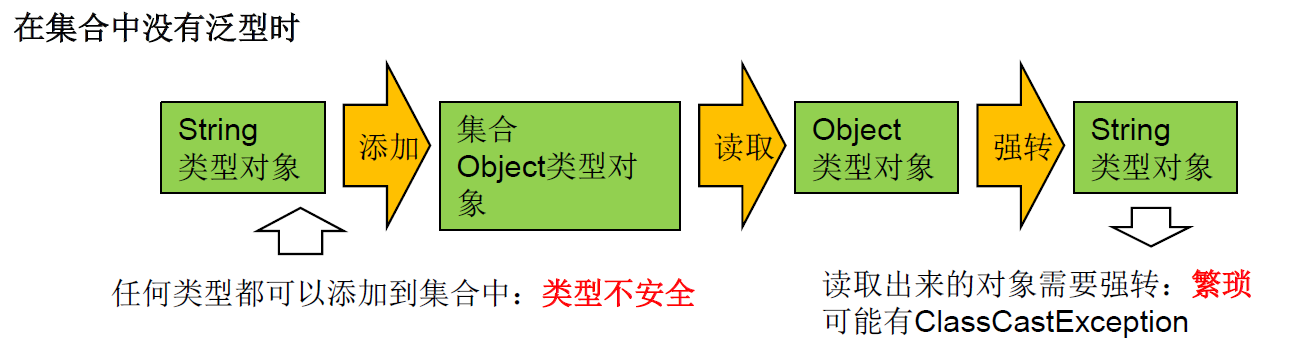 在集合中没有泛型时
String
类型对象
添加
集合
Object类型对
象
读取
Object
类型对象
强转
String
类型对象
任何类型都可以添加到集合中：类型不安全
读取出来的对象需要强转：繁琐
可能有ClassCastException